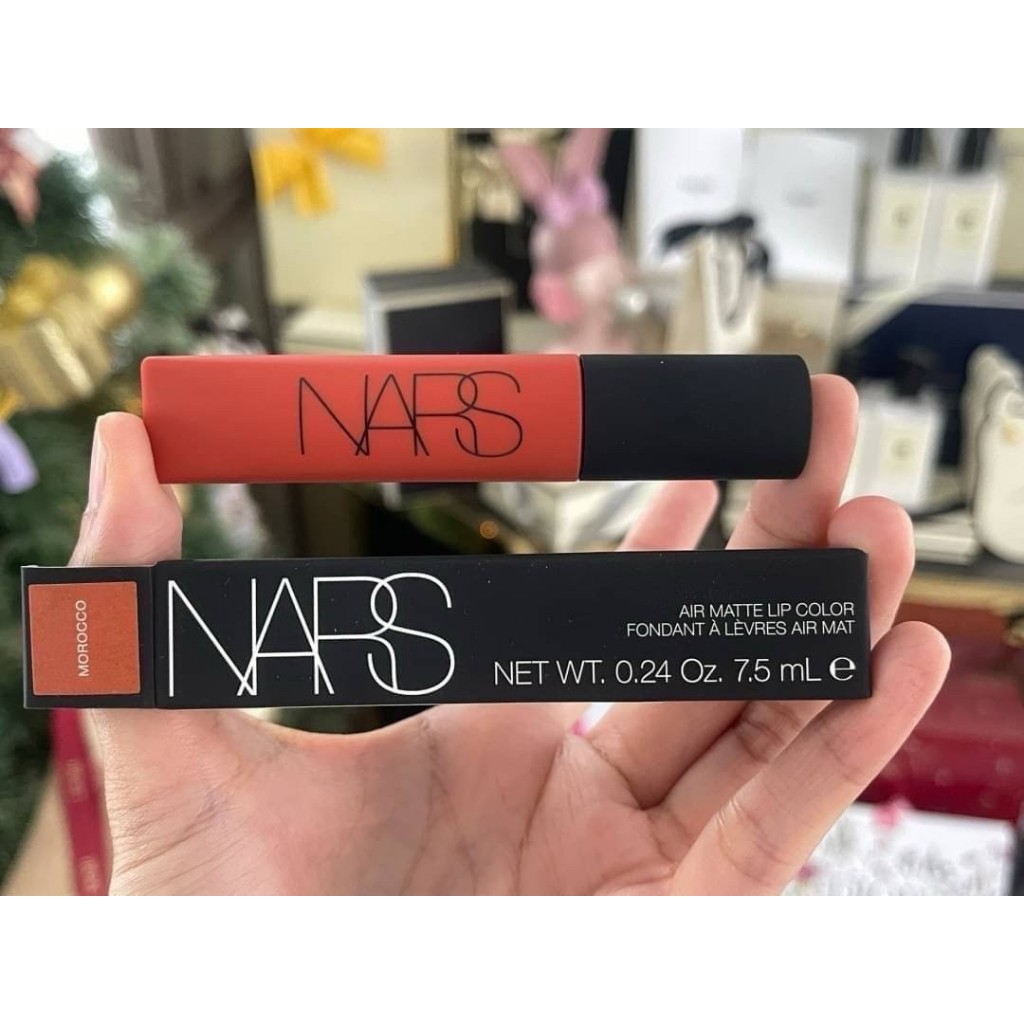 NARS
MOROCCO
NARS
AIR MATTE LIP COLOR
FONDANT À LÈVRES AIR MAT
NET WT. 0.24 Oz. 7.5 mL ℮